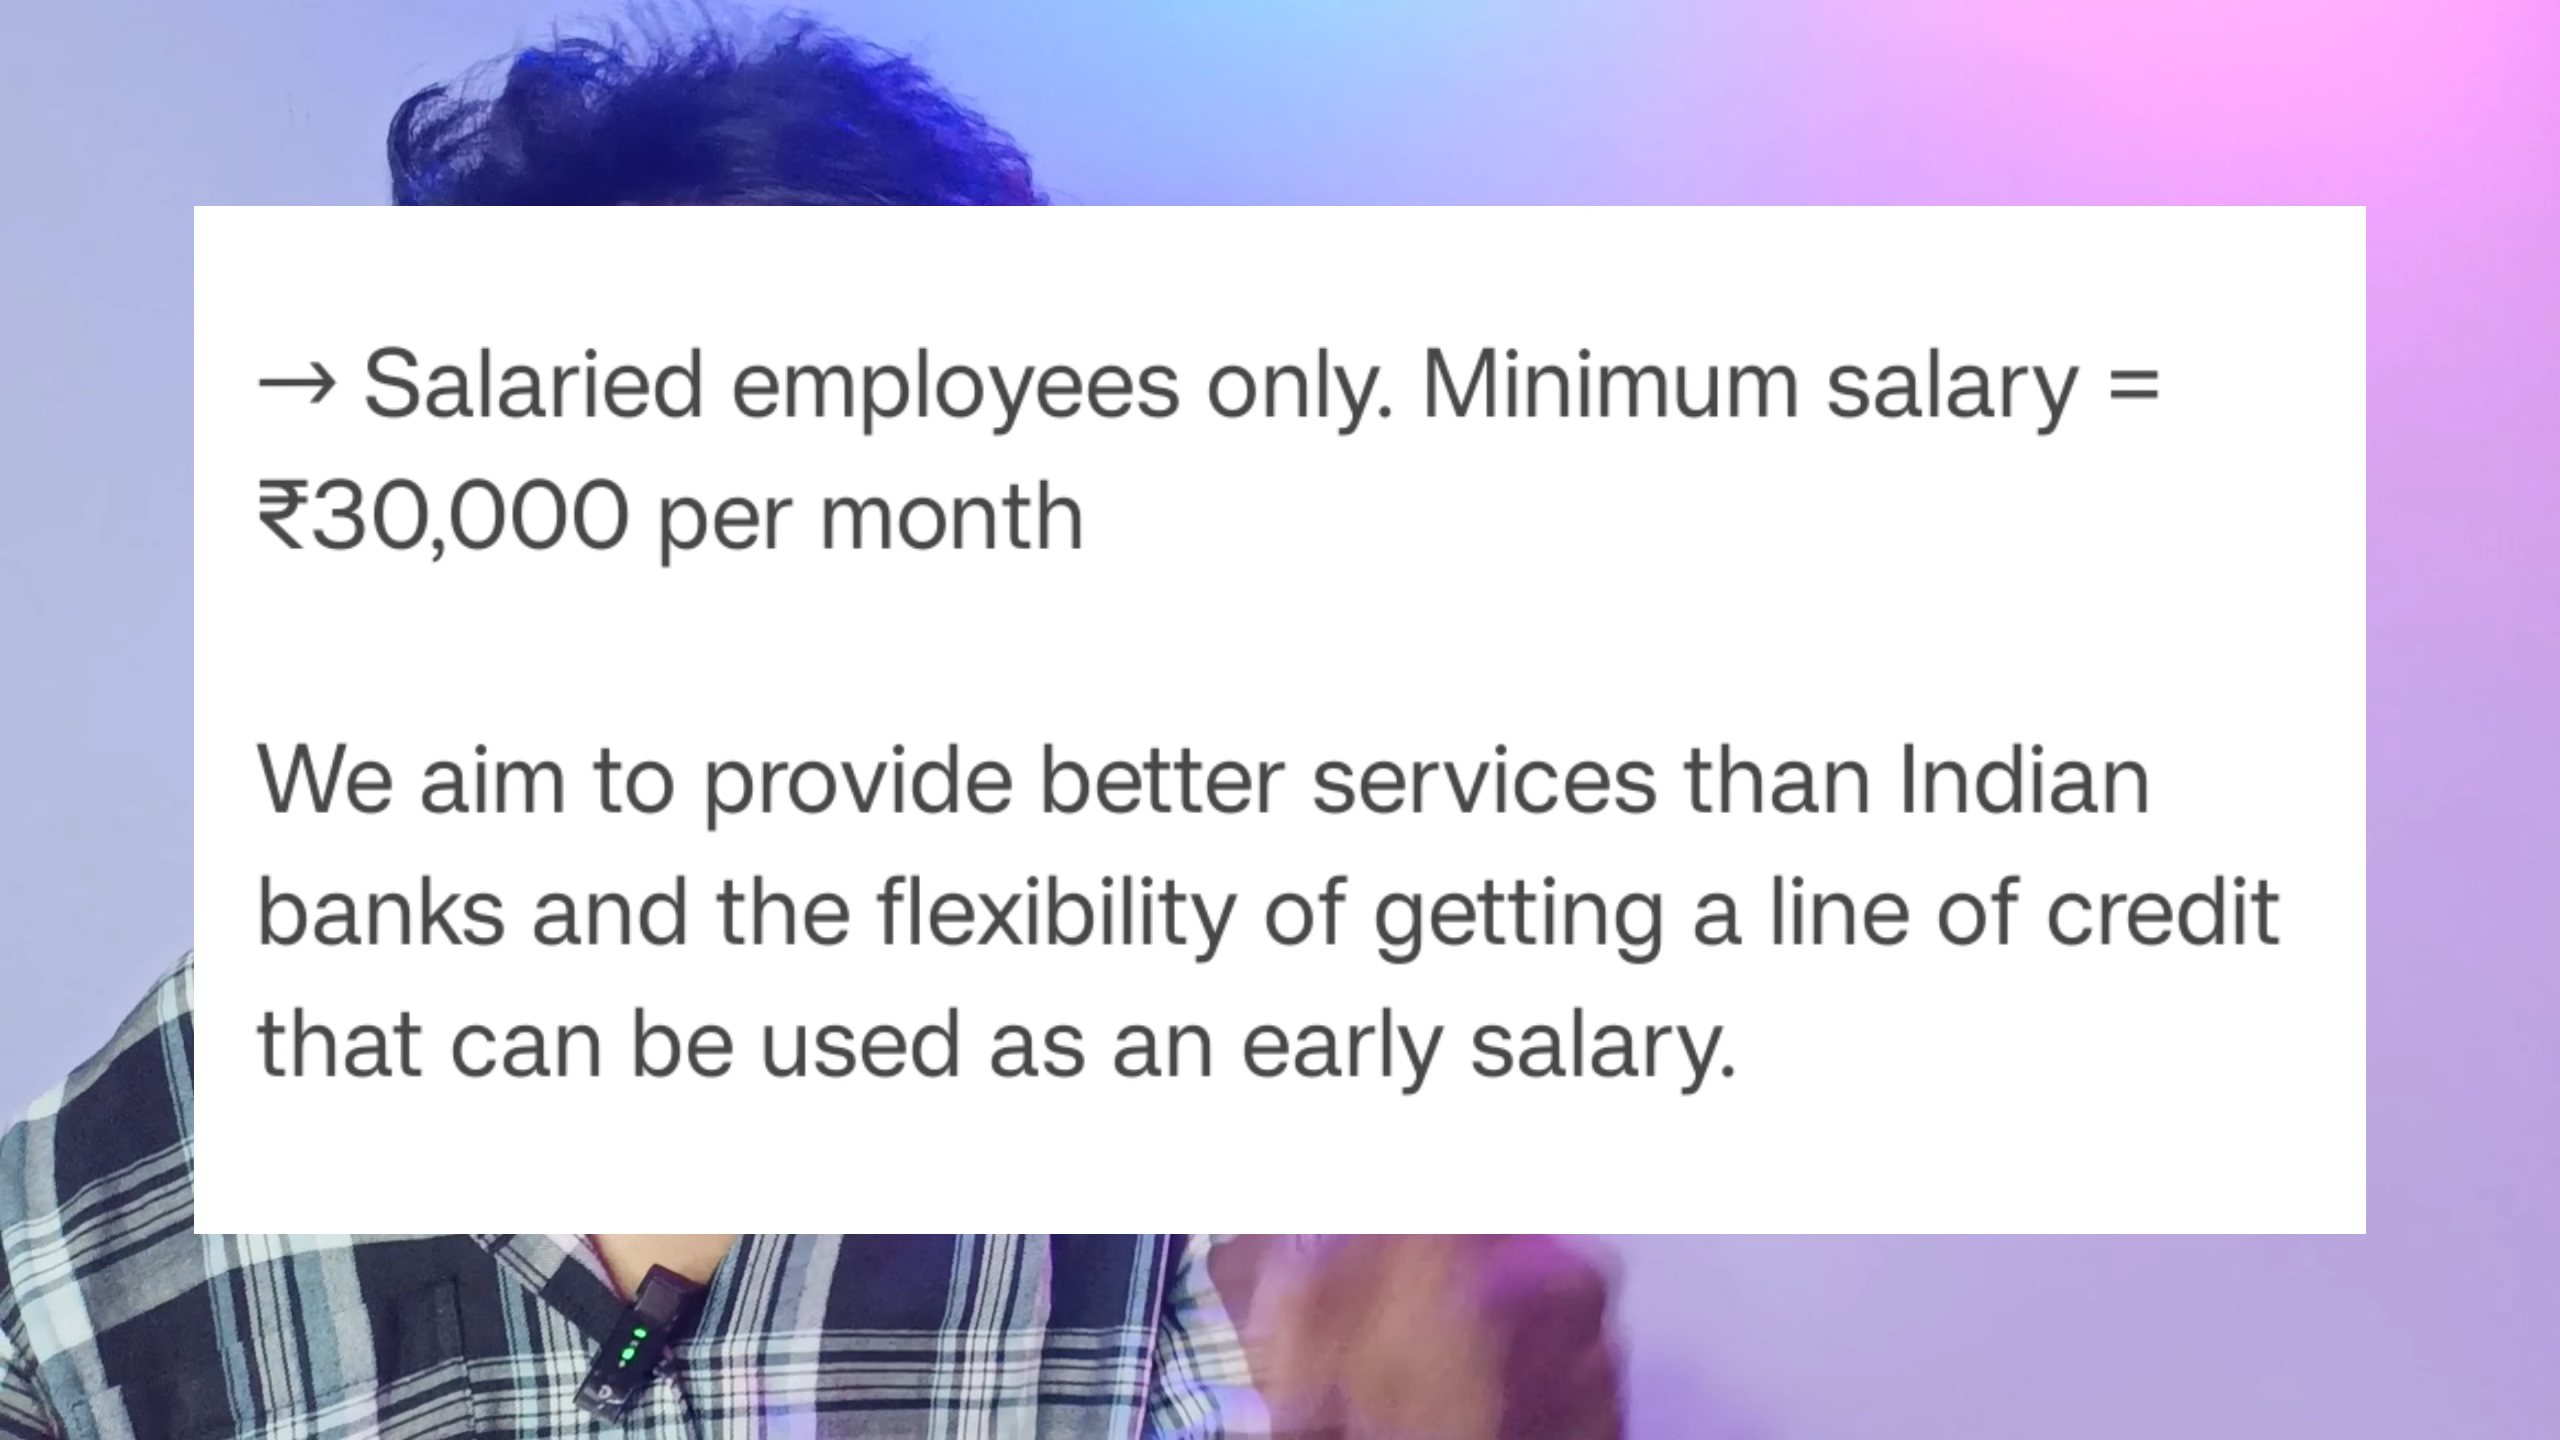 → Salaried employees only. Minimum salary =
₹30,000 per month
We aim to provide better services than Indian
banks and the flexibility of getting a line of credit
that can be used as an early salary.